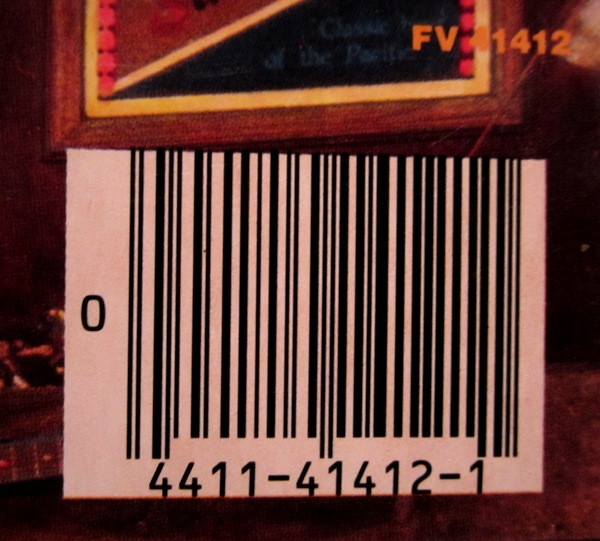 "Classic
FV 41412
of the Pacific
0
4411-41412-1